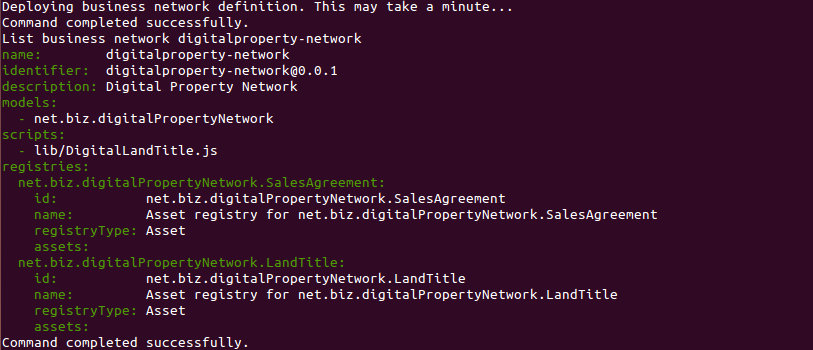 Deploying business network definition. This may take a minute...
Command completed successfully.
List business network digitalproperty-network
name:       digitalproperty-network
identifier:  digitalproperty-network@0.0.1
description: Digital Property Network
models:
  - net.biz.digitalPropertyNetwork
scripts:
  - lib/DigitalLandTitle.js
registries:
  net.biz.digitalPropertyNetwork.SalesAgreement:
    id:           net.biz.digitalPropertyNetwork.SalesAgreement
    name:         Asset registry for net.biz.digitalPropertyNetwork.SalesAgreement
    registryType: Asset
    assets:
  net.biz.digitalPropertyNetwork.LandTitle:
    id:           net.biz.digitalPropertyNetwork.LandTitle
    name:         Asset registry for net.biz.digitalPropertyNetwork.LandTitle
    registryType: Asset
    assets:
Command completed successfully.